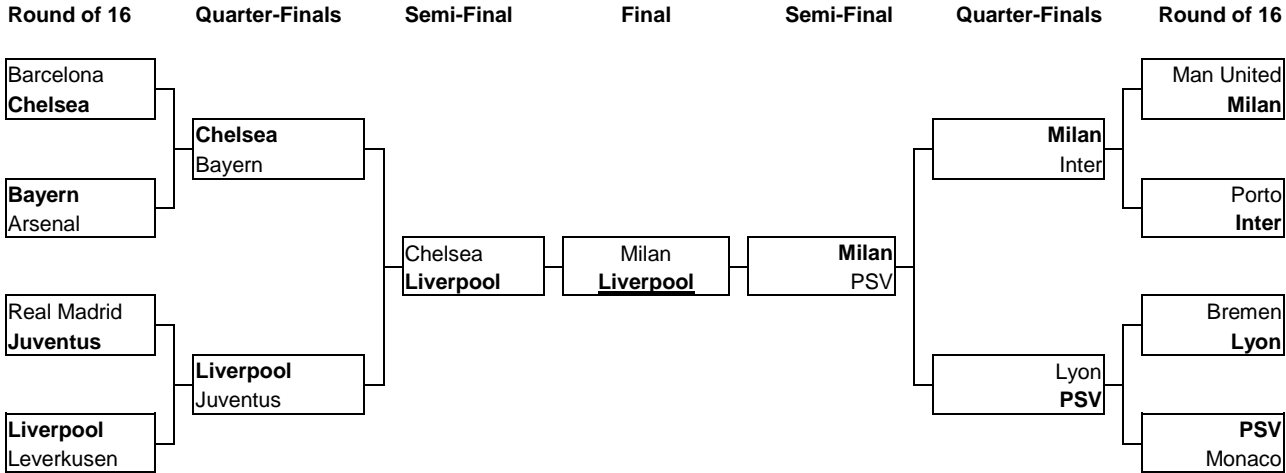 Round of 16 Quarter-Finals Semi-Final Final Semi-Final Quarter-Finals Round of 16
Barcelona
Chelsea
Bayern
Arsenal
Real Madrid
Juventus
Liverpool
Leverkusen
Chelsea
Bayern
Liverpool
Juventus
Chelsea
Liverpool
Milan
Liverpool
Milan
PSV
Milan
Inter
Lyon
PSV
Man United
Milan
Porto
Inter
Bremen
Lyon
PSV
Monaco